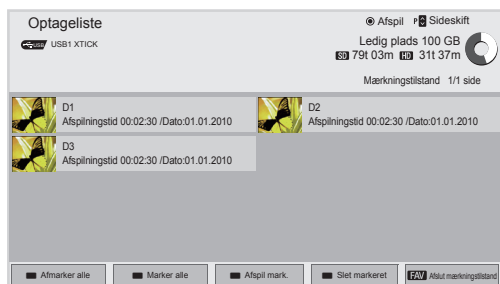 Optageliste
Afspil P Sideskift
USB USB1 XTICK
Ledig plads 100 GB
SD 79t 03m HD 31t 37m
Mærkningstilstand 1/1 side
D1
Afspilningstid 00:02:30 /Dato:01.01.2010
D2
Afspilningstid 00:02:30 /Dato:01.01.2010
D3
Afspilningstid 00:02:30 /Dato:01.01.2010
Afmarker alle
Marker alle
Afspil mark.
Slet markeret
FAV Afslut mærkningstilstand